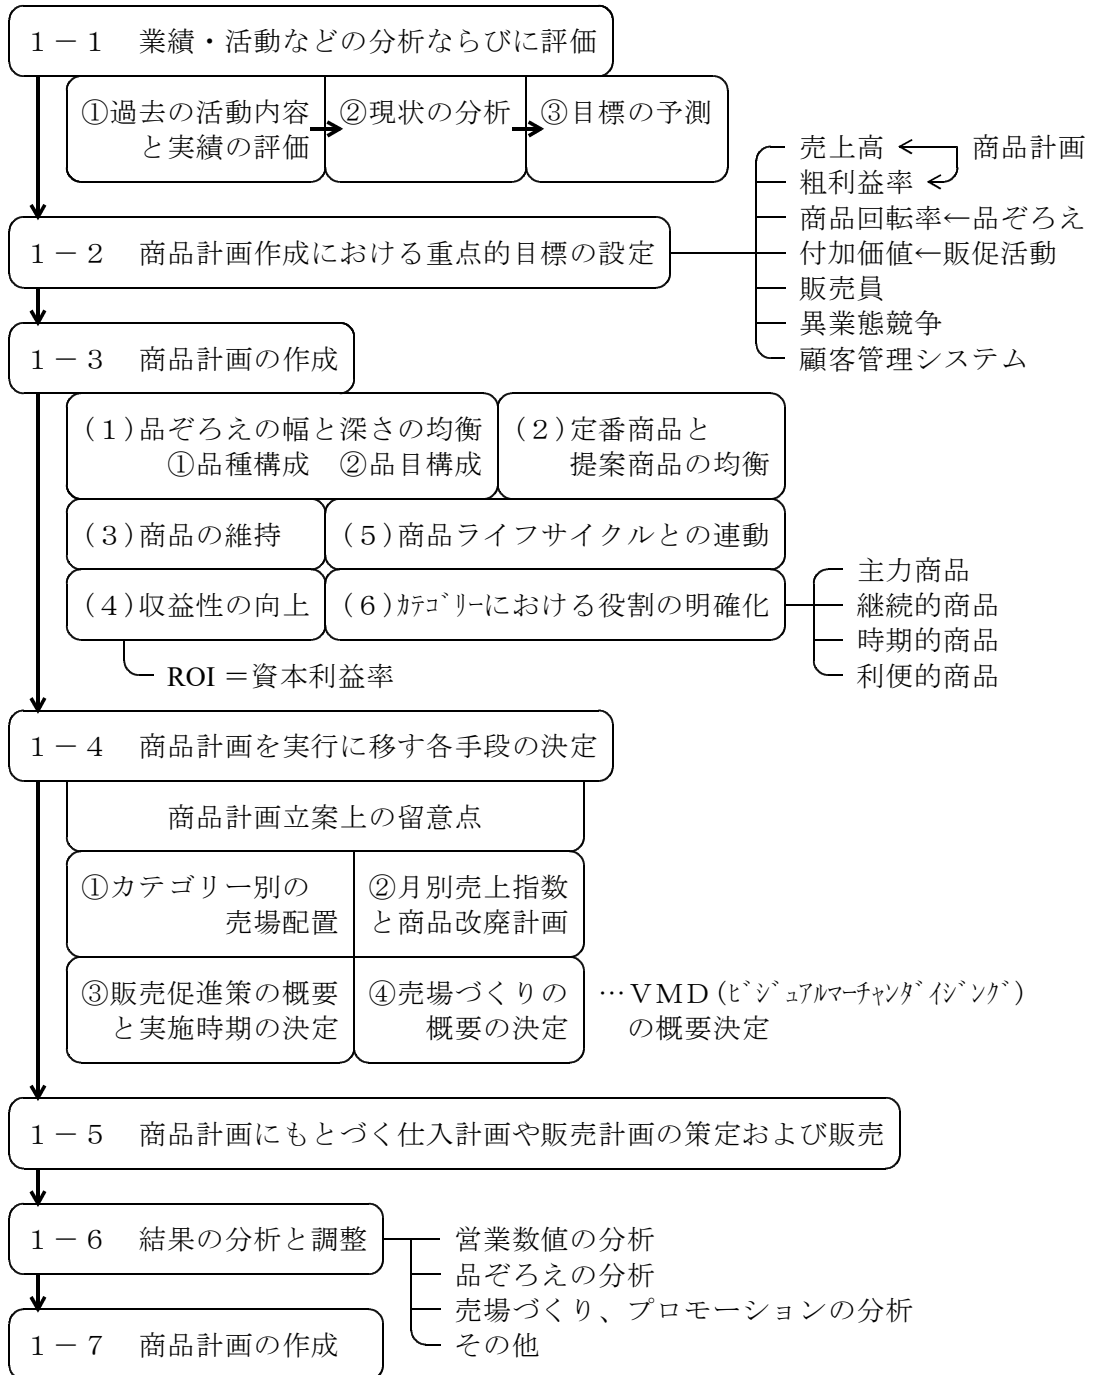 １－１　業績・活動などの分析ならびに評価
①過去の活動内容
と実績の評価
②現状の分析
③目標の予測
１－２　商品計画作成における重点的目標の設定
売上高
商品計画
粗利益率
商品回転率←品ぞろえ
付加価値←販促活動
販売員
異業態競争
顧客管理システム
１－３　商品計画の作成
(１)品ぞろえの幅と深さの均衡
①品種構成　②品目構成
(２)定番商品と
提案商品の均衡
(３)商品の維持
(５)商品ライフサイクルとの連動
(４)収益性の向上
(６)ｶﾃｺﾞﾘｰにおける役割の明確化
主力商品
継続的商品
時期的商品
利便的商品
ROI＝資本利益率
１－４　商品計画を実行に移す各手段の決定
商品計画立案上の留意点
①カテゴリー別の
売場配置
②月別売上指数
と商品改廃計画
③販売促進策の概要
と実施時期の決定
④売場づくりの
概要の決定
…ＶＭＤ(ﾋﾞｼﾞｭｱﾙﾏｰﾁｬﾝﾀﾞｲｼﾞﾝｸﾞ)
の概要決定
１－５　商品計画にもとづく仕入計画や販売計画の策定および販売
１－６　結果の分析と調整
営業数値の分析
品ぞろえの分析
売場づくり、プロモーションの分析
その他
１－７　商品計画の作成